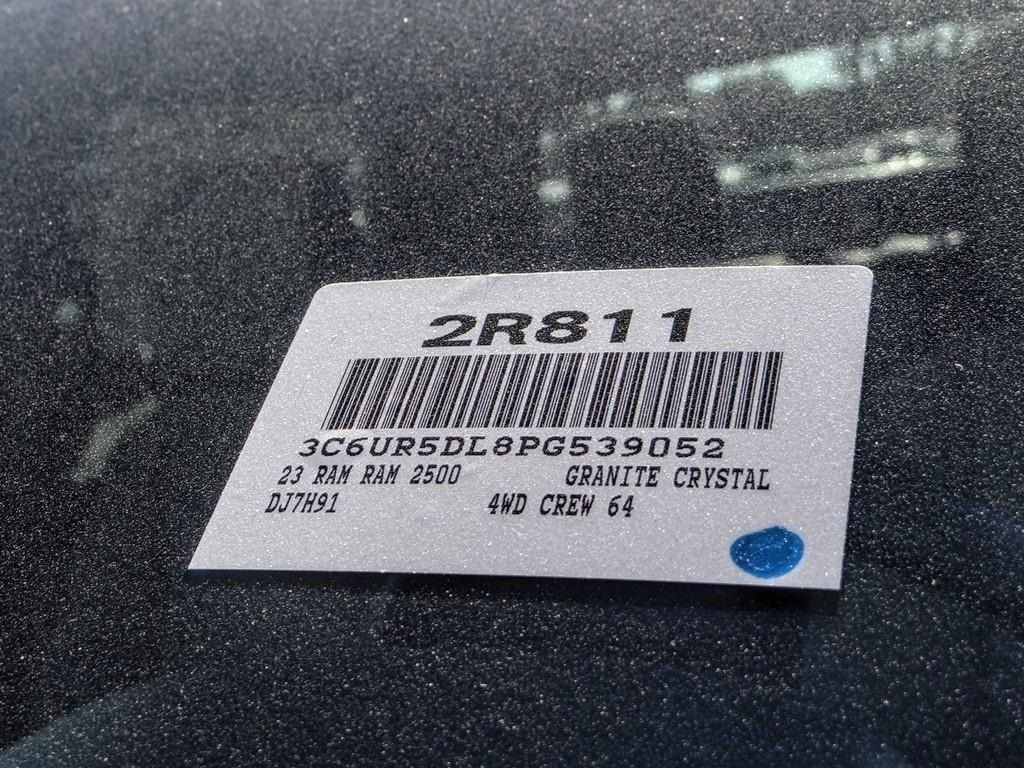 2R811
3C6UR5DL8PG539052
23 RAM RAM 2500 GRANITE CRYSTAL
DJ7H91 4WD CREW 64